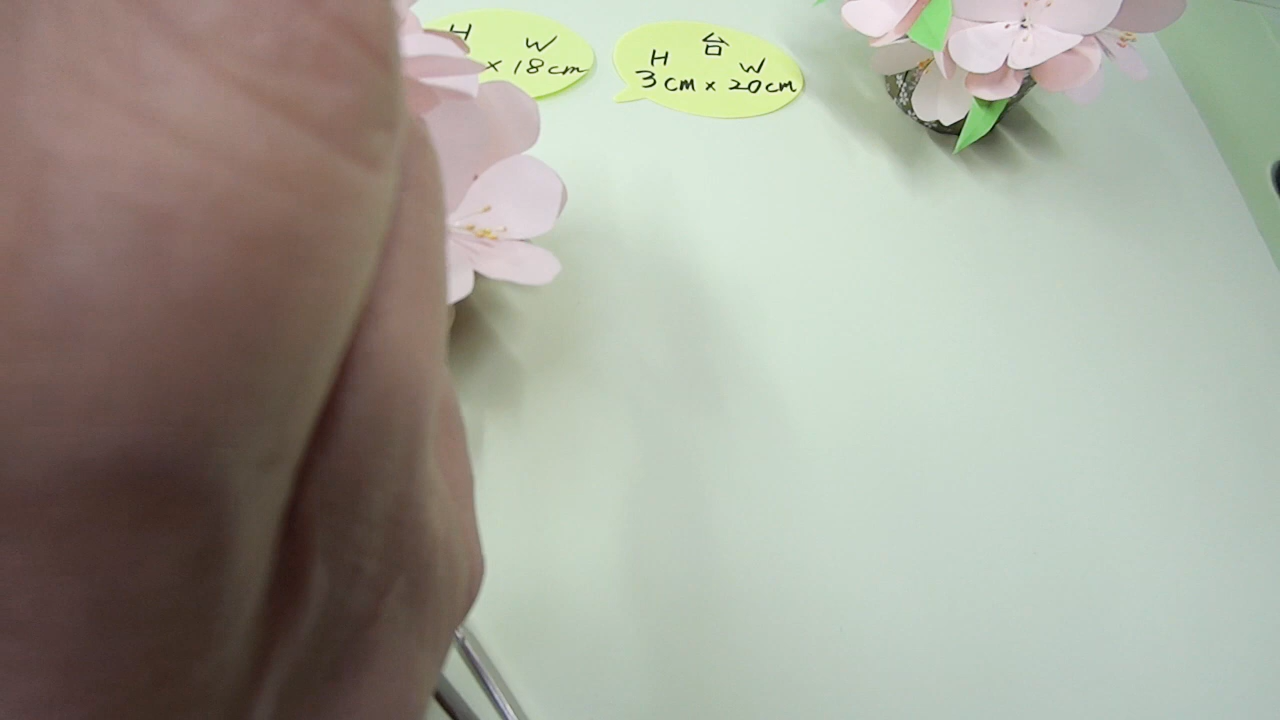 H W
× 18cm
台
H W
3cm × 20cm